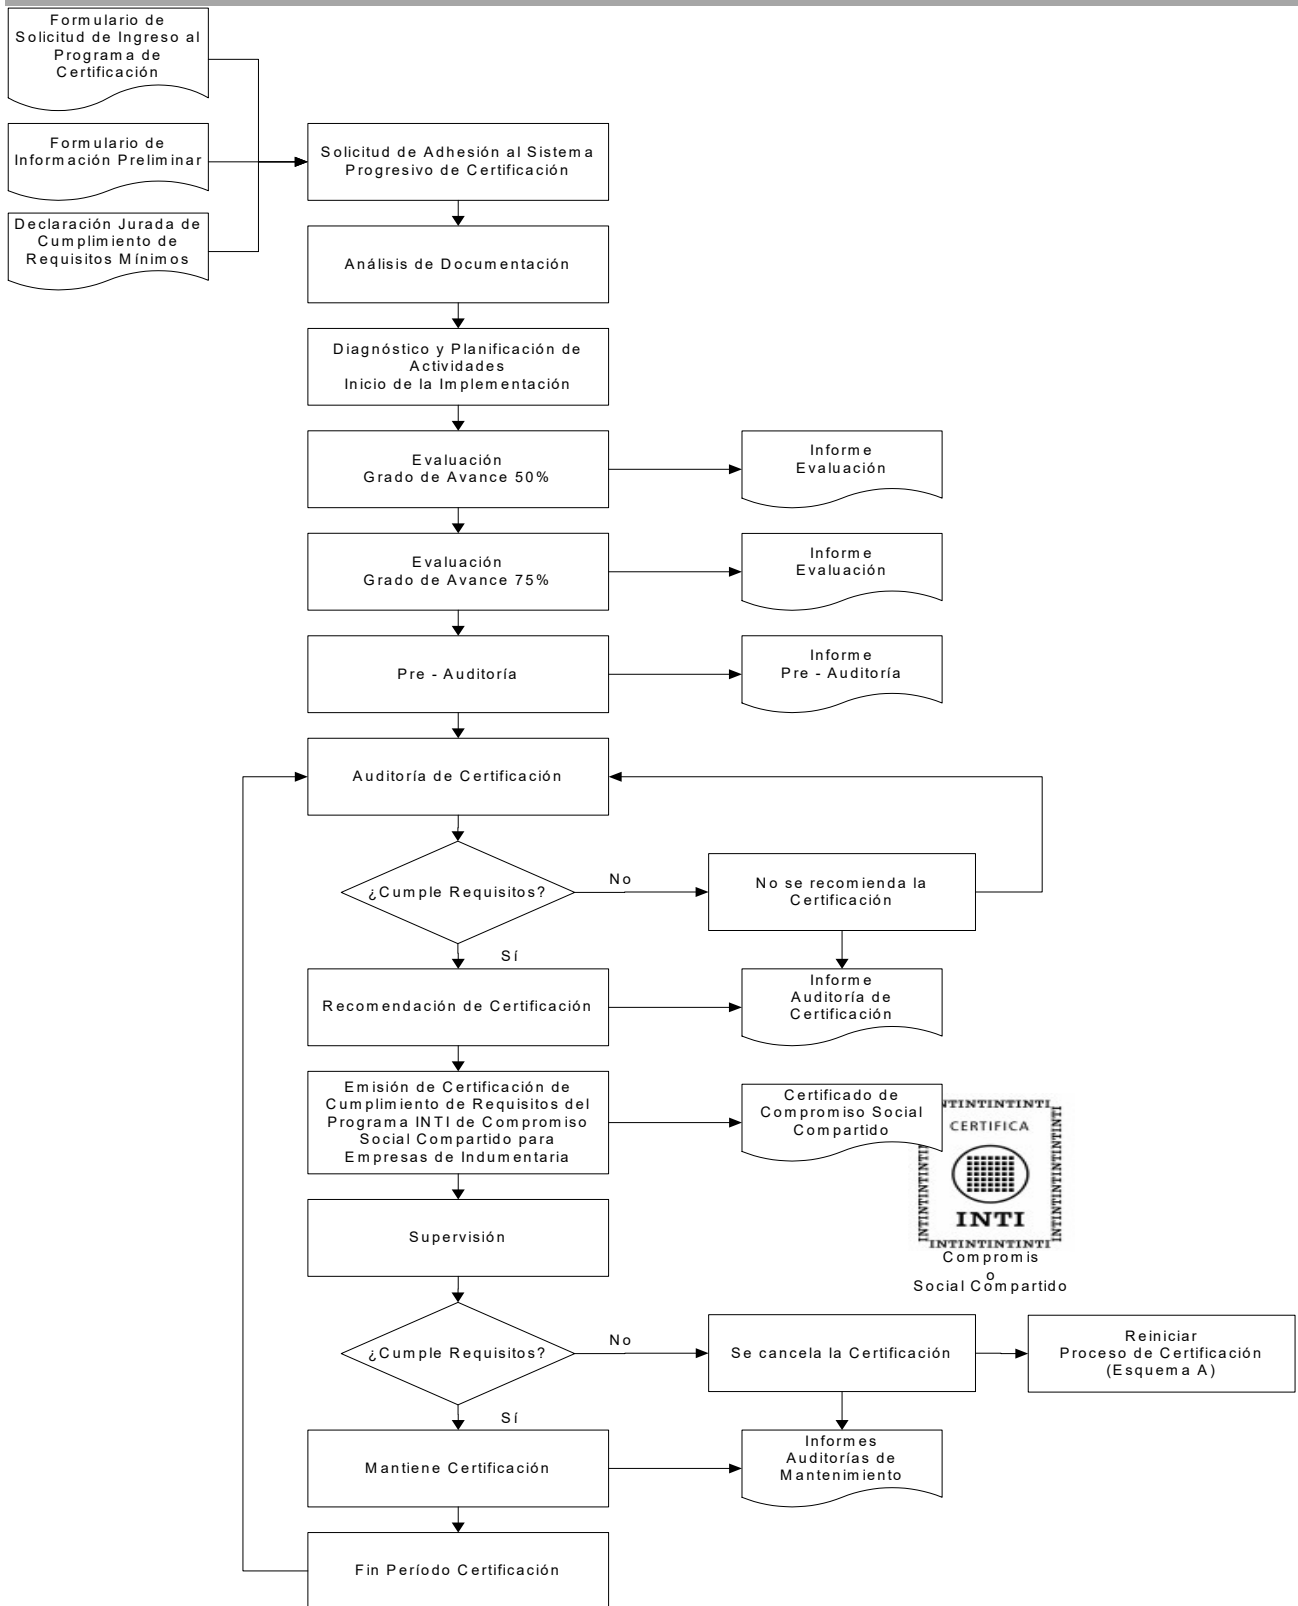 Formulario de
Solicitud de Ingreso al
Programa de
Certificación
Formulario de
Información Preliminar
Declaración Jurada de
Cumplimiento de
Requisitos Mínimos
Solicitud de Adhesión al Sistema
Progresivo de Certificación
Análisis de Documentación
Diagnóstico y Planificación de
Actividades
Inicio de la Implementación
Evaluación
Grado de Avance 50%
Informe
Evaluación
Evaluación
Grado de Avance 75%
Informe
Evaluación
Pre - Auditoría
Informe
Pre - Auditoría
Auditoría de Certificación
¿Cumple Requisitos?
No
No se recomienda la
Certificación
Sí
Recomendación de Certificación
Informe
Auditoría de
Certificación
Emisión de Certificación de
Cumplimiento de Requisitos del
Programa INTI de Compromiso
Social Compartido para
Empresas de Indumentaria
Certificado de
Compromiso Social
Compartido
NTINTINTINTI
CERTIFICA
INTINTINTINTI
INTINTINTINTI
INTI
INTINTINTINTI
Compromis
o
Social Compartido
Supervisión
¿Cumple Requisitos?
No
Se cancela la Certificación
Reiniciar
Proceso de Certificación
(Esquema A)
Sí
Mantiene Certificación
Informes
Auditorías de
Mantenimiento
Fin Período Certificación